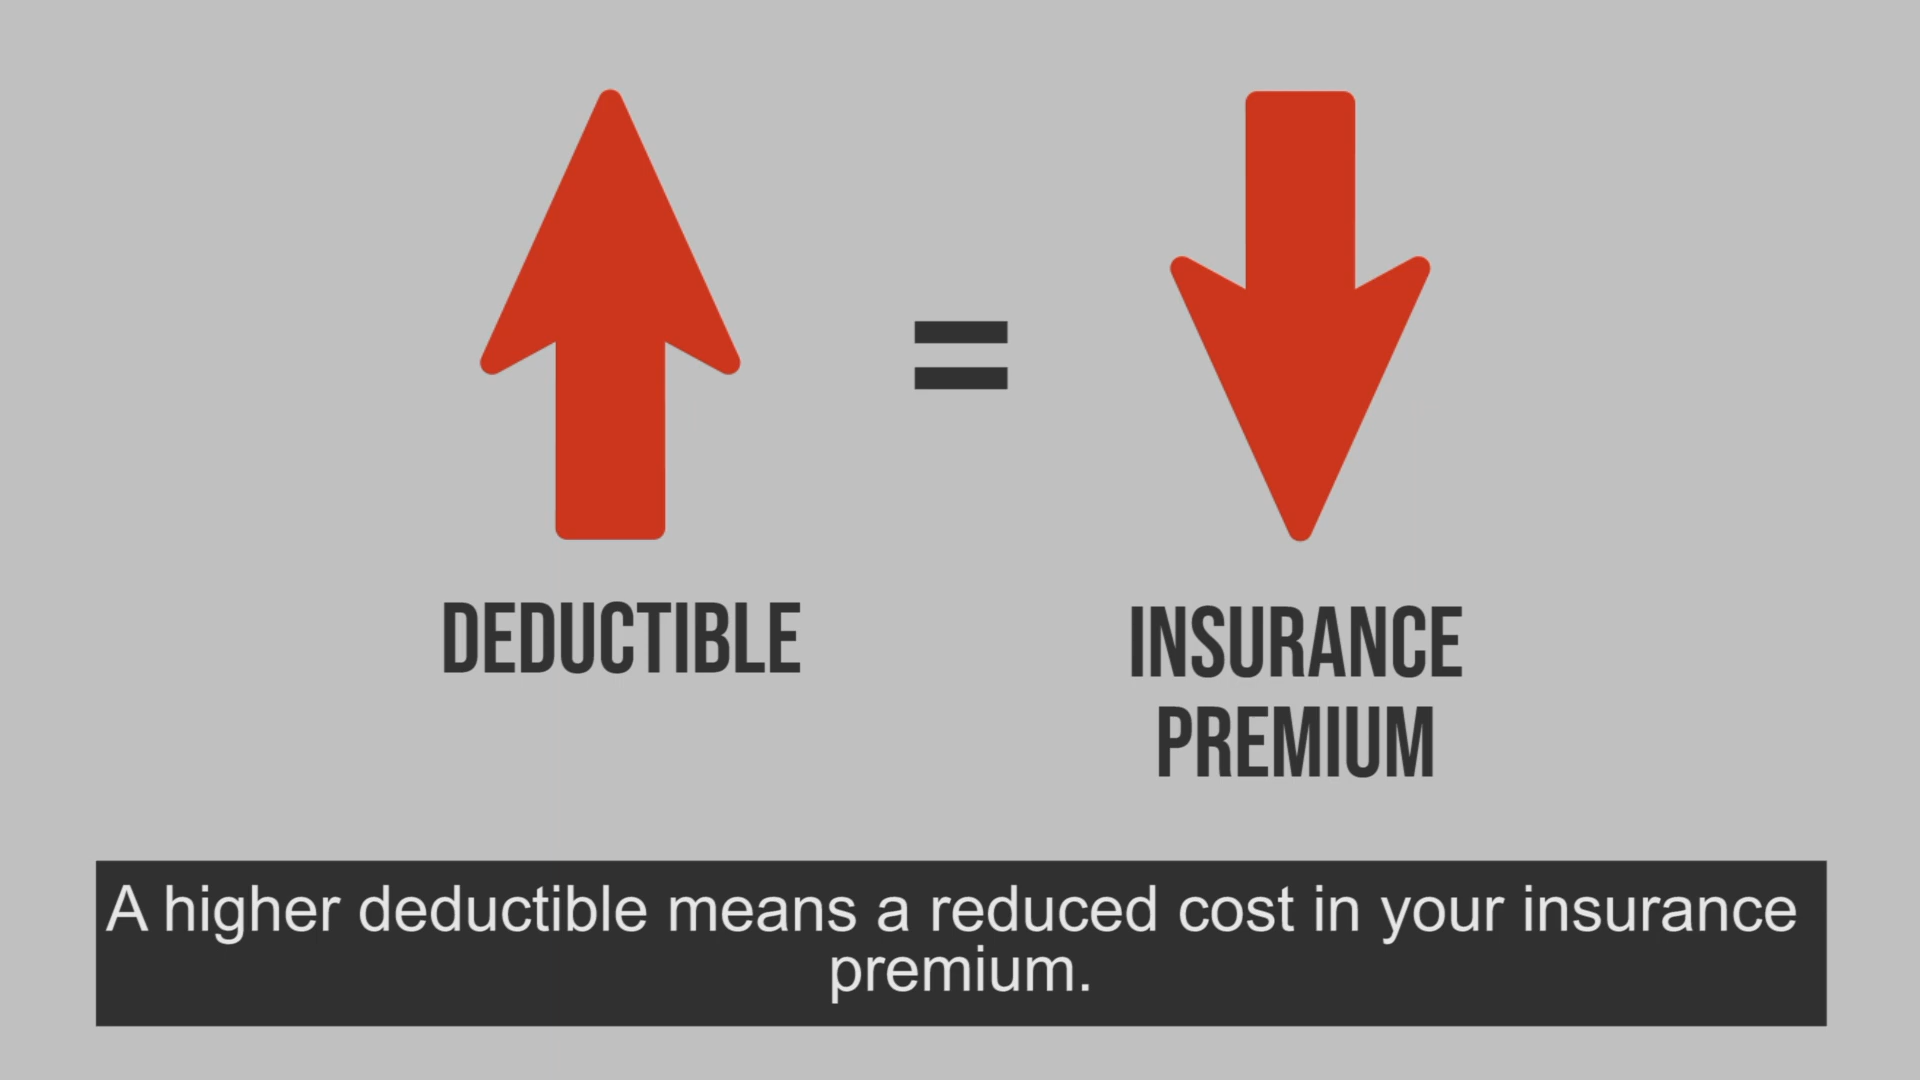 =
DEDUCTIBLE
INSURANCE
PREMIUM
A higher deductible means a reduced cost in your insurance
premium.